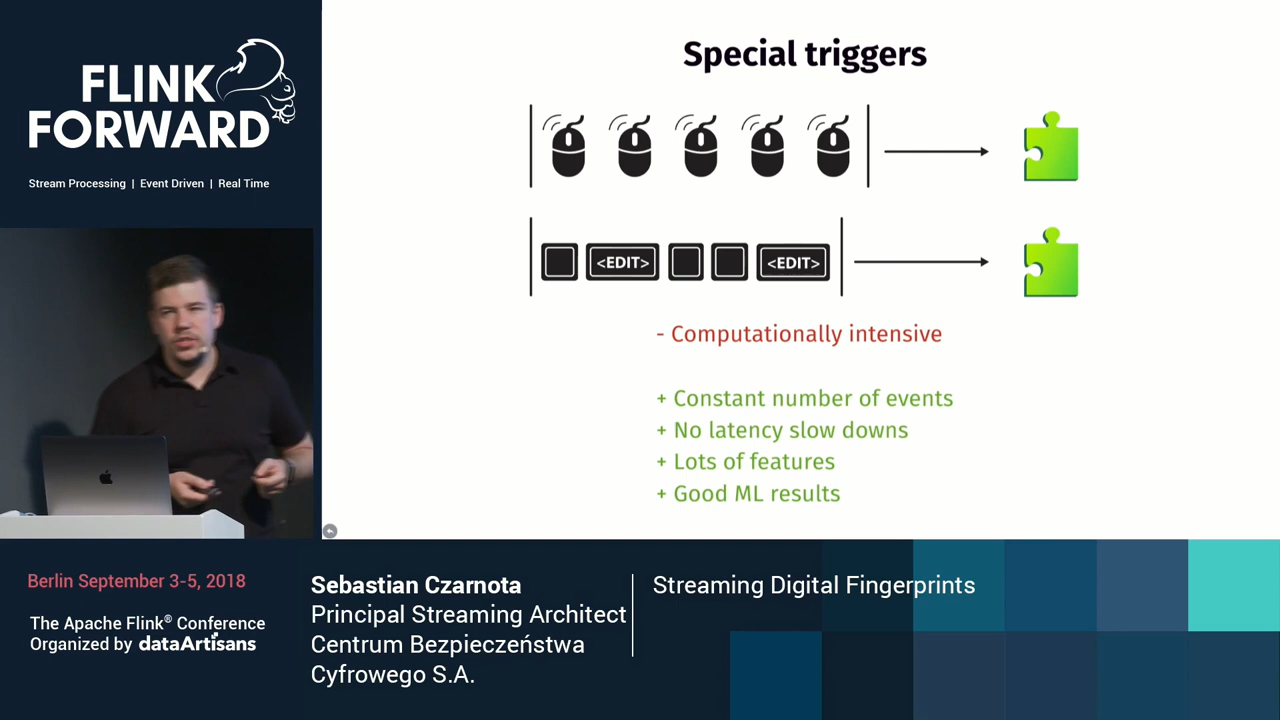 FLINK
FORWARD
Stream Processing | Event Driven | Real Time
Special triggers
<EDIT>
<EDIT>
- Computationally intensive
+ Constant number of events
+ No latency slow downs
+ Lots of features
+ Good ML results
Berlin September 3-5, 2018
The Apache Flink® Conference
Organized by dataArtisans
Sebastian Czarnota
Principal Streaming Architect
Centrum Bezpieczeństwa
Cyfrowego S.A.
Streaming Digital Fingerprints